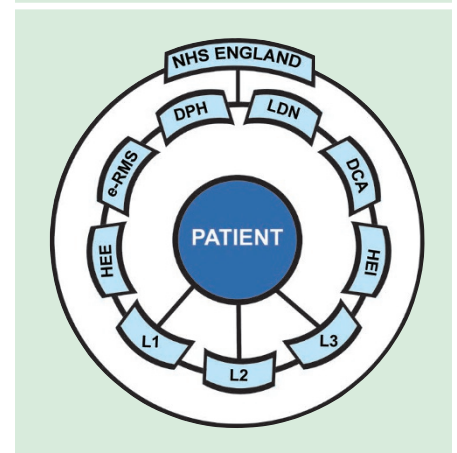 NHS ENGLAND
DPH
LDN
e-RMS
DCA
PATIENT
HEE
HEI
L1
L2
L3